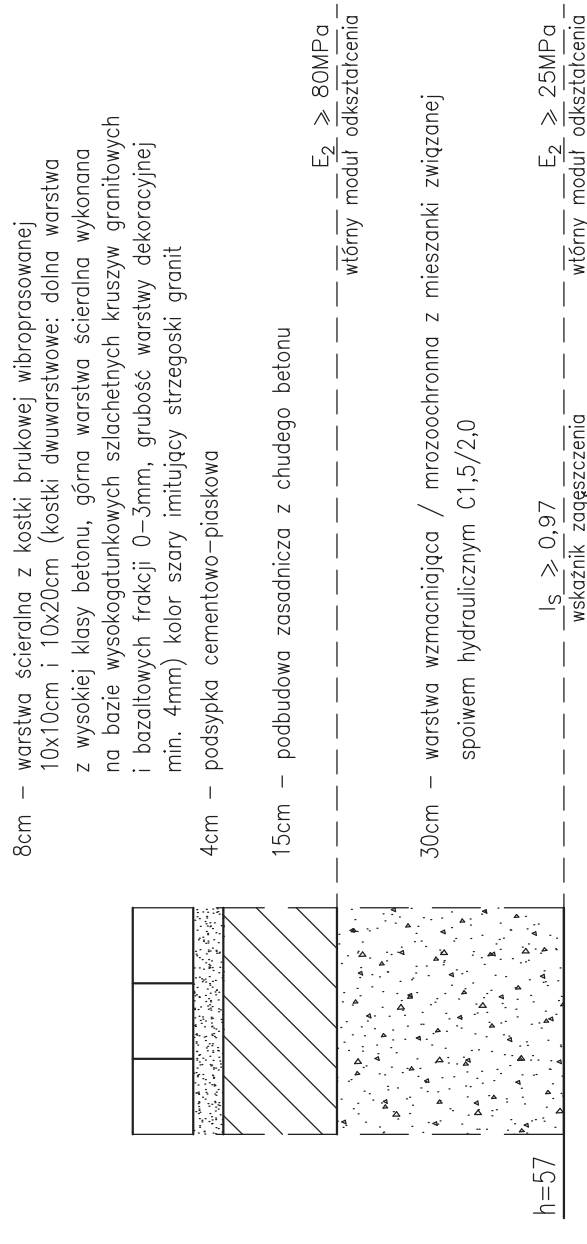 8cm – warstwa ścieralna z kostki brukowej wibroprasowanej
10x10cm i 10x20cm (kostki dwuwarstwowe: dolna warstwa
z wysokiej klasy betonu, górna warstwa ścieralna wykonana
na bazie wysokogatunkowych szlachetnych kruszyw granitowych
i bazaltowych frakcji 0–3mm, grubość warstwy dekoracyjnej
min. 4mm) kolor szary imitujący strzegoski granit
4cm – podsypka cementowo–piaskowa
15cm – podbudowa zasadnicza z chudego betonu
E2 ⩾ 80MPa
wtórny moduł odkształcenia
30cm – warstwa wzmacniająca / mrozoochronna z mieszanki związanej
spoiwem hydraulicznym C1,5/2,0
h=57
Is ⩾ 0,97
wskaźnik zagęszczenia
E2 ⩾ 25MPa
wtórny moduł odkształcenia